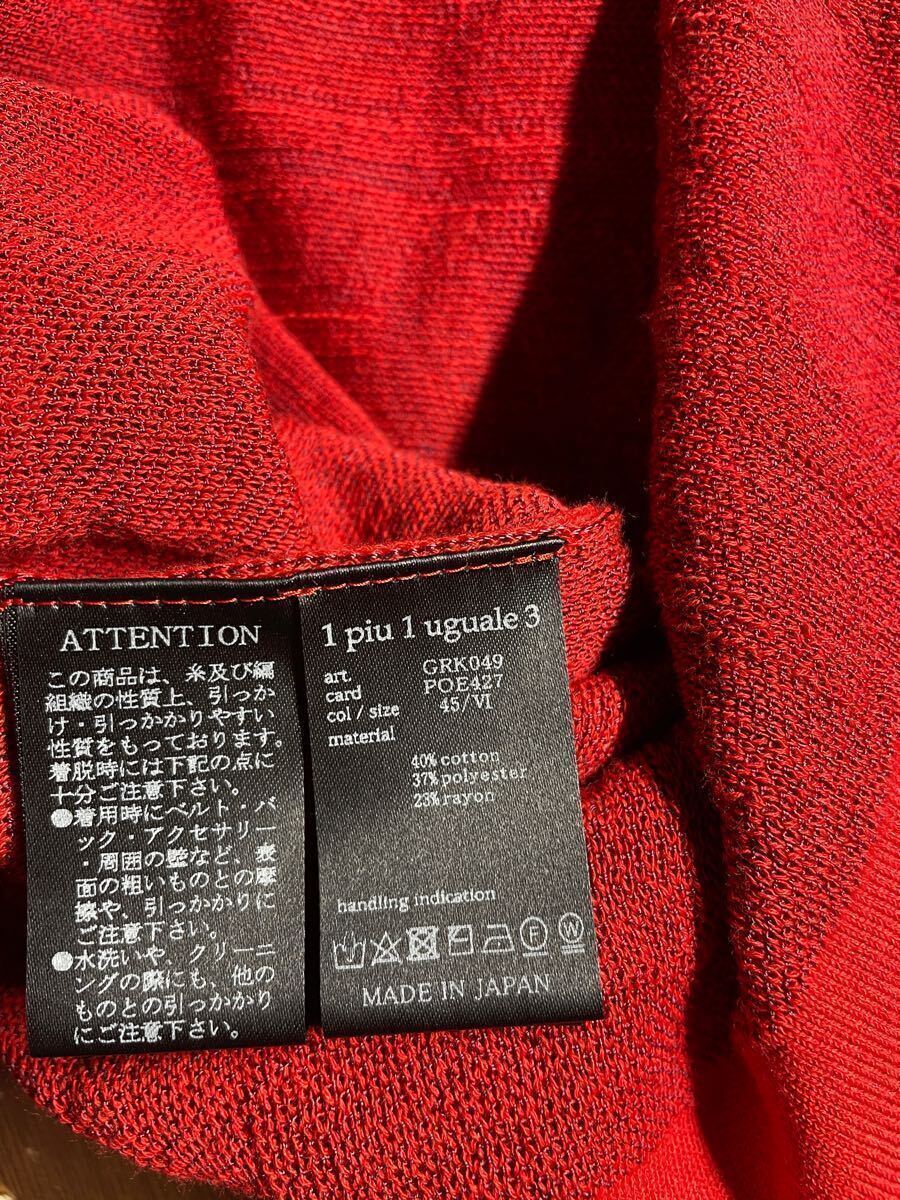 ATTENTION
この商品は、糸及び編
組織の性質上、引っか
け・引っかかりやすい
性質をもっております。
着脱時には下記の点に
十分ご注意下さい。
●着用時にベルト・バ
ック・アクセサリー
・周囲の壁など、表
面の粗いものとの摩
擦や、引っかかりに
ご注意下さい。
●水洗いや、クリーニ
ングの際にも、他の
ものとの引っかかり
にご注意下さい。
1 piu 1 uguale 3
art. GRK049
card POE427
col / size 45/VI
material
40% cotton
37% polyester
23% rayon
handling indication
F W
MADE IN JAPAN